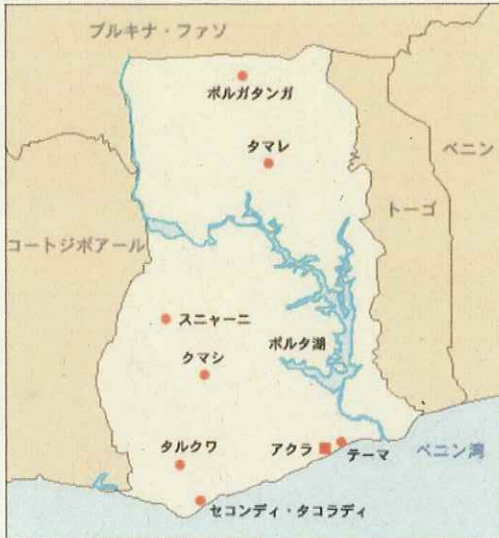 ブルキナ・ファソ
ボルガタンガ
タマレ
ベニン
トーゴ
コートジボアール
スニャーニ
ボルタ湖
クマシ
タルクワ
アクラ
テーマ
ベニン湾
セコンディ・タコラディ